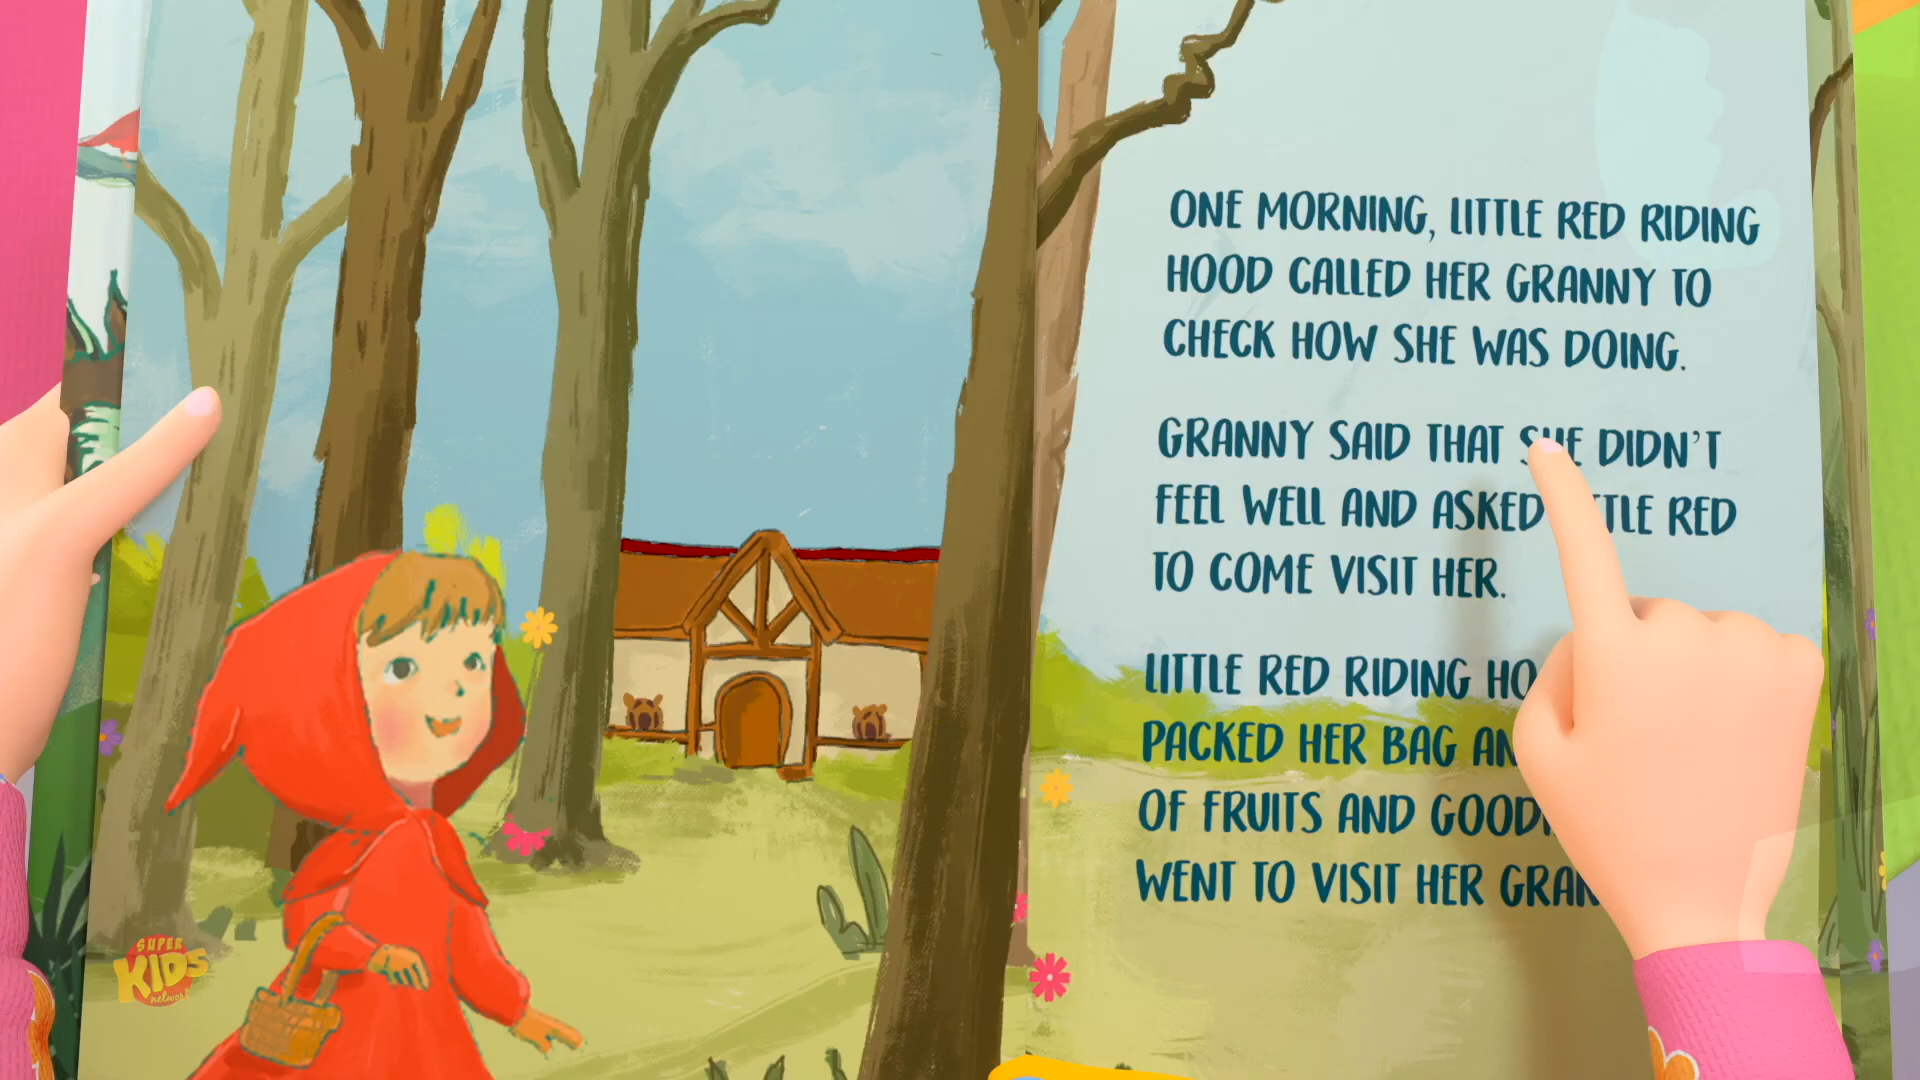 ONE MORNING, LITTLE RED RIDING
HOOD CALLED HER GRANNY TO
CHECK HOW SHE WAS DOING.
GRANNY SAID THAT SHE DIDN'T
FEEL WELL AND ASKED RED
TO COME VISIT HER.
LITTLE RED RIDING
PACKED HER BAG
OF FRUITS AND
WENT TO VISIT HER
SUPER
KIDS
network